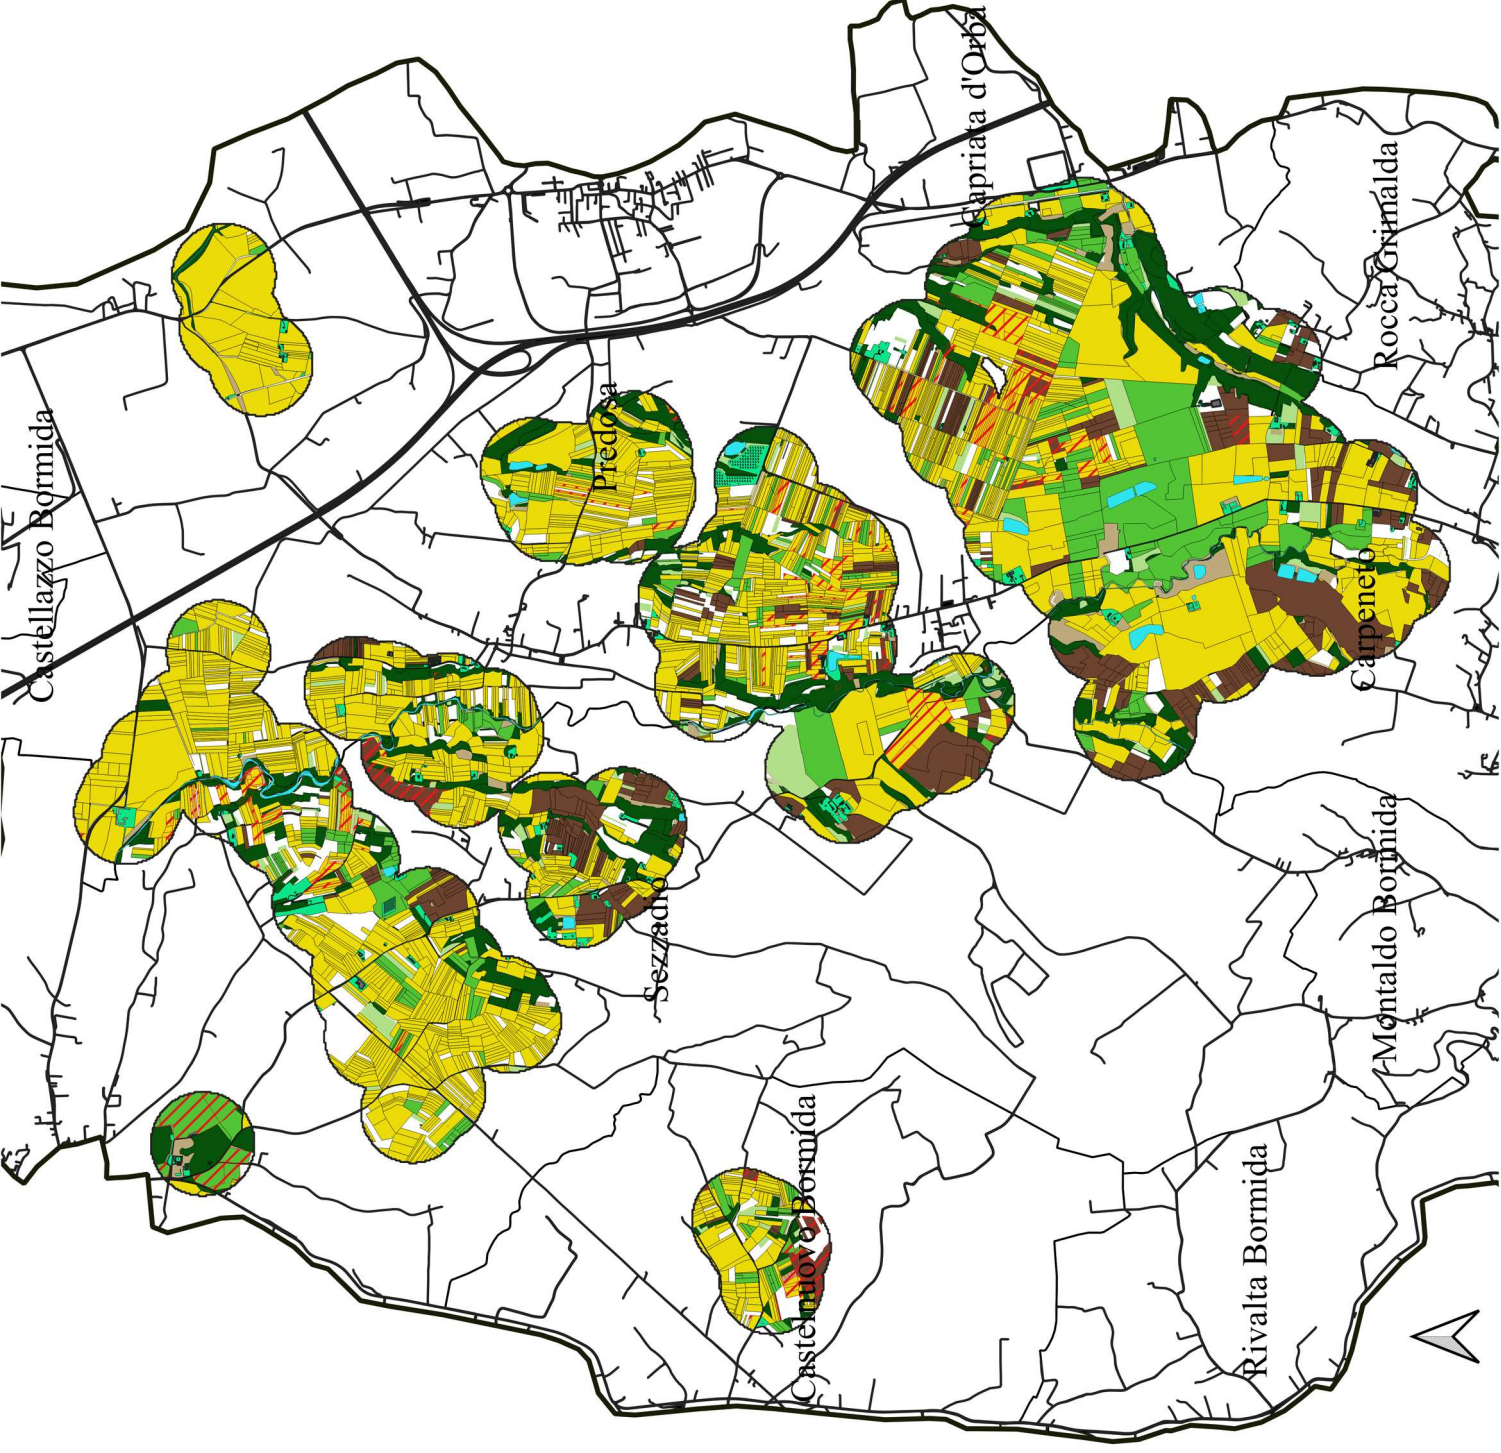 Castellazzo Bormida
Predosa
Capriata d'Orba
Sezzadio
Rocca Grimalda
Carpeneto
Castelnuovo Bormida
Montaldo Bormida
Rivalta Bormida